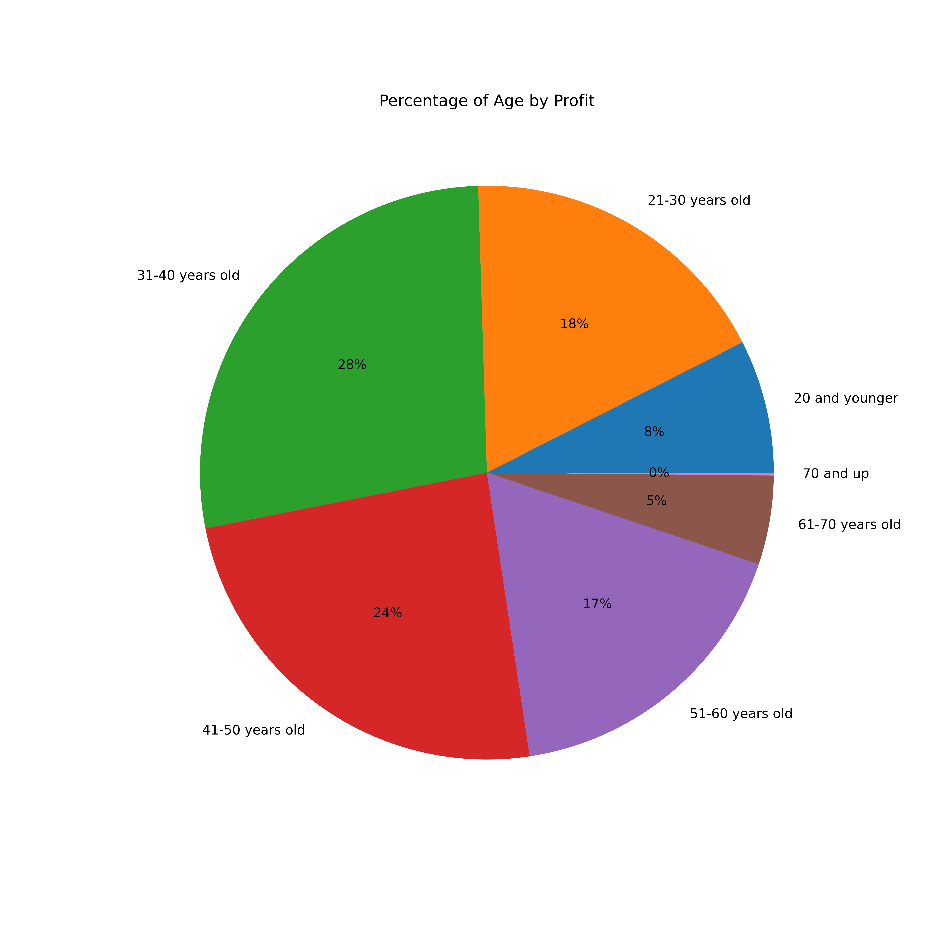 Percentage of Age by Profit
21-30 years old
31-40 years old
18%
28%
20 and younger
8%
0%
70 and up
5%
61-70 years old
17%
24%
51-60 years old
41-50 years old